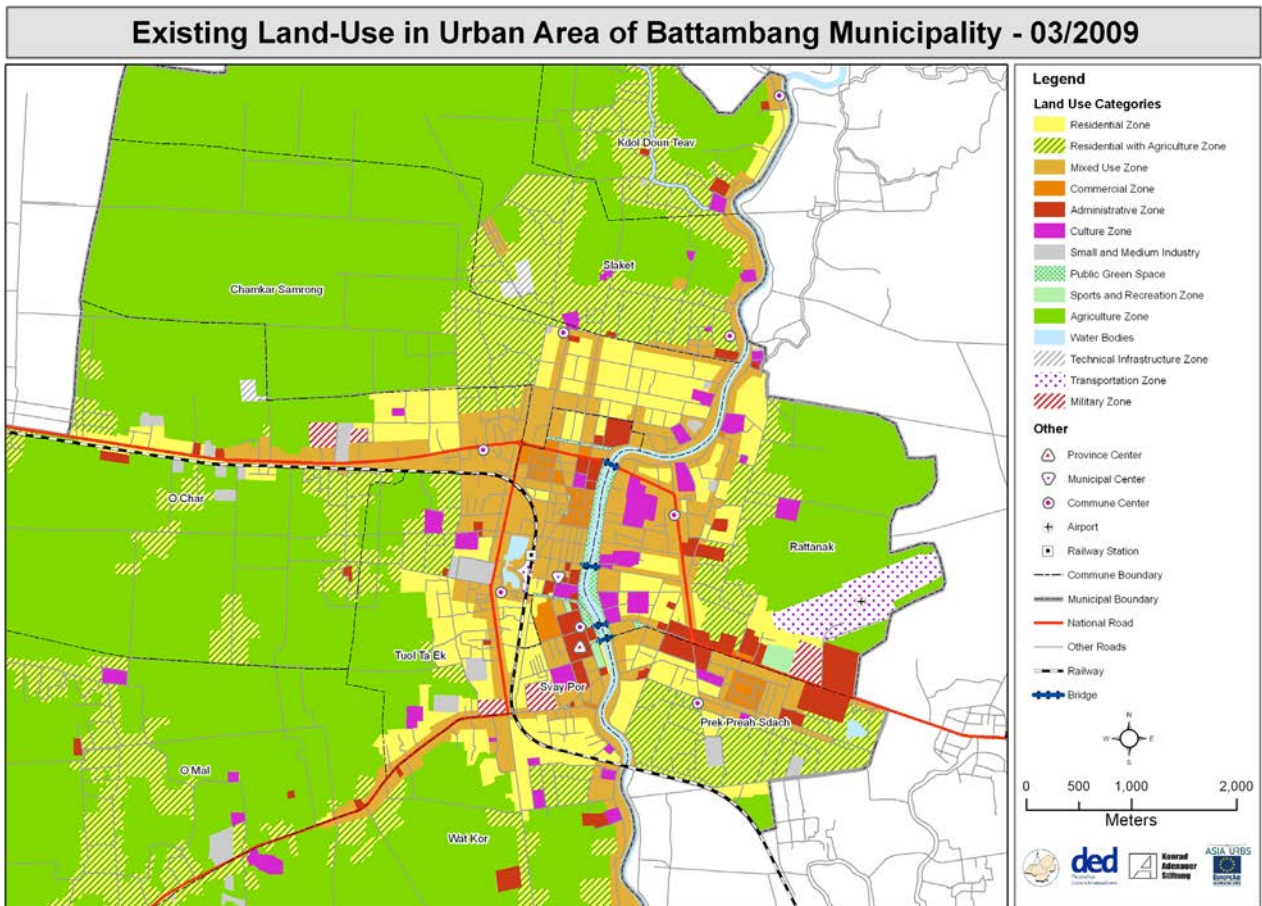 Existing Land-Use in Urban Area of Battambang Municipality - 03/2009
Kdol Doun Teav
Slaket
Chamkar Samrong
O Char
Rattanak
Tuol Ta Ek
Svay Por
Prek Preah Sdach
O Mal
Wat Kor
Legend
Land Use Categories
Residential Zone
Residential with Agriculture Zone
Mixed Use Zone
Commercial Zone
Administrative Zone
Culture Zone
Small and Medium Industry
Public Green Space
Sports and Recreation Zone
Agriculture Zone
Water Bodies
Technical Infrastructure Zone
Transportation Zone
Military Zone
Other
Province Center
Municipal Center
Commune Center
Airport
Railway Station
Commune Boundary
Municipal Boundary
National Road
Other Roads
Railway
Bridge
N
W E
S
0 500 1,000 2,000
Meters
ded
Konrad
Adenauer
Stiftung
ASIA URBS